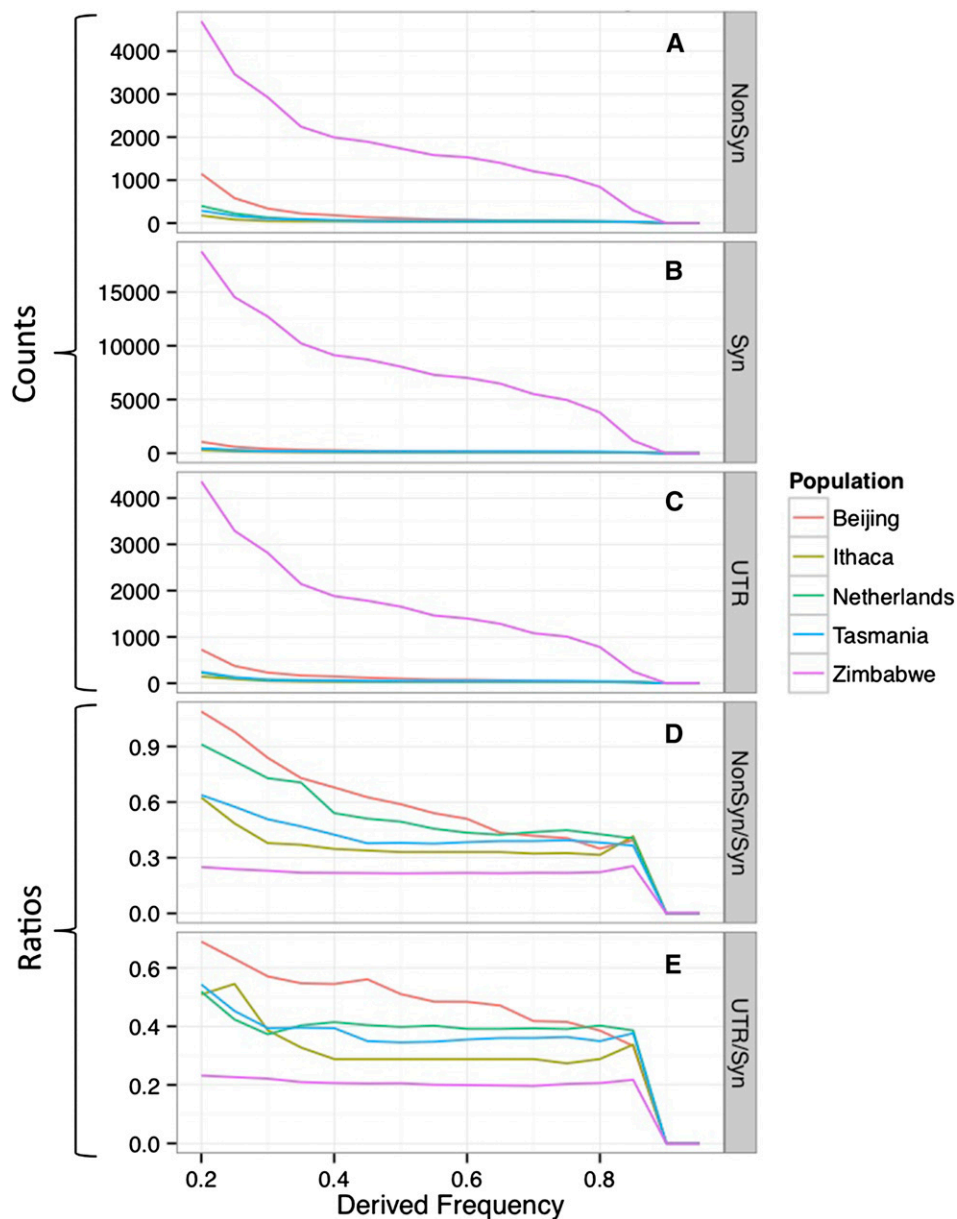 Counts
Ratios
A
NonSyn
4000
3000
2000
1000
0
B
Syn
15000
10000
5000
0
C
UTR
4000
3000
2000
1000
0
D
NonSyn/Syn
0.9
0.6
0.3
0.0
E
UTR/Syn
0.6
0.4
0.2
0.0
0.2
0.4
0.6
0.8
Derived Frequency
Population
Beijing
Ithaca
Netherlands
Tasmania
Zimbabwe